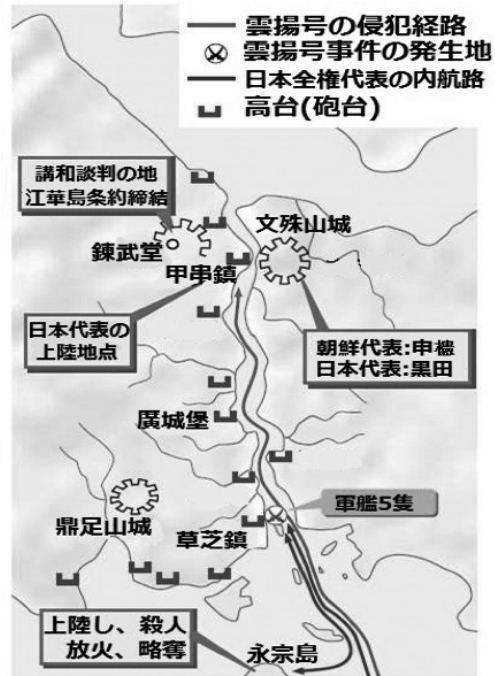 雲揚号の侵犯経路
雲揚号事件の発生地
日本全権代表の内航路
高台(砲台)
講和談判の地
江華島条約締結
文殊山城
錬武堂
甲串鎮
日本代表の
上陸地点
朝鮮代表:申櫶
日本代表:黒田
廣城堡
軍艦5隻
鼎足山城
草芝鎮
上陸し、殺人
放火、略奪
永宗島